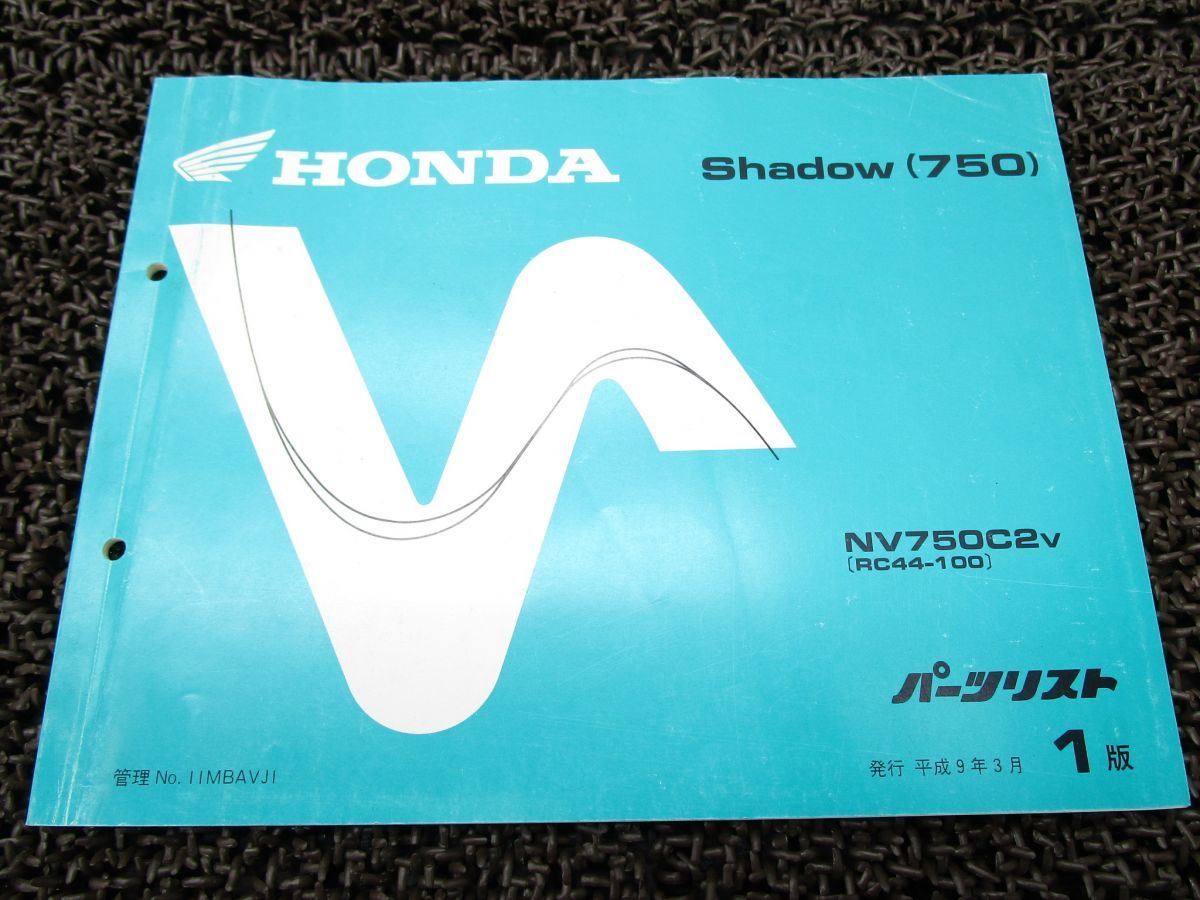 HONDA
Shadow (750)
NV750C2V
〔RC44-100〕
パーツリスト
管理 No. 11MBAVJ1
発行 平成 9 年 3 月 1 版